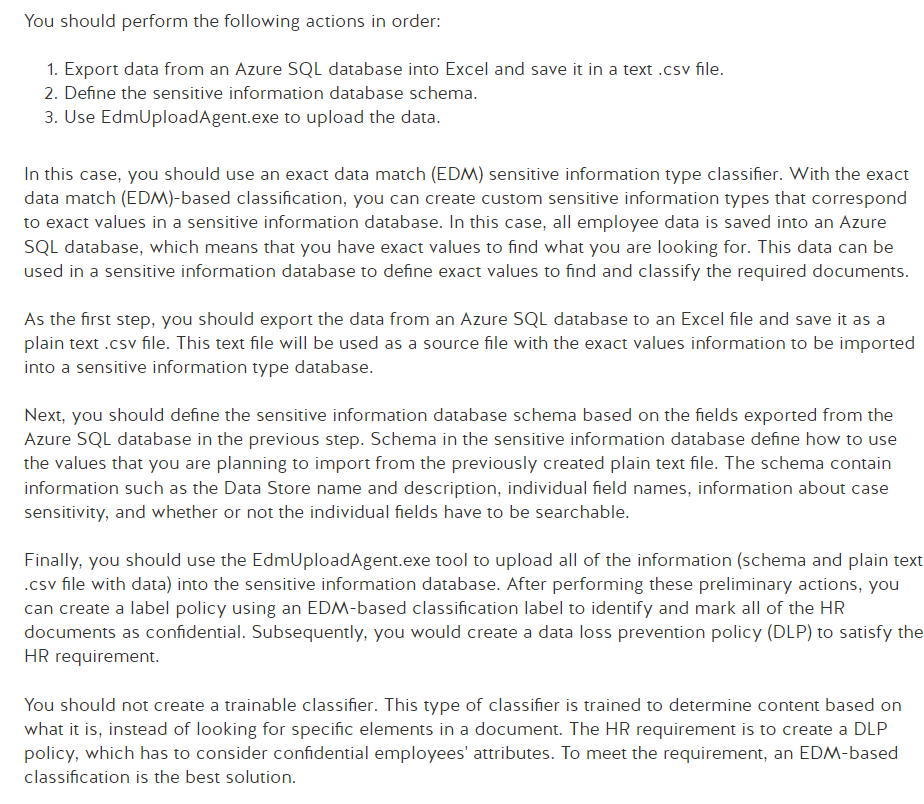 You should perform the following actions in order:
1. Export data from an Azure SQL database into Excel and save it in a text .csv file.
2. Define the sensitive information database schema.
3. Use EdmUploadAgent.exe to upload the data.
In this case, you should use an exact data match (EDM) sensitive information type classifier. With the exact
data match (EDM)-based classification, you can create custom sensitive information types that correspond
to exact values in a sensitive information database. In this case, all employee data is saved into an Azure
SQL database, which means that you have exact values to find what you are looking for. This data can be
used in a sensitive information database to define exact values to find and classify the required documents.
As the first step, you should export the data from an Azure SQL database to an Excel file and save it as a
plain text .csv file. This text file will be used as a source file with the exact values information to be imported
into a sensitive information type database.
Next, you should define the sensitive information database schema based on the fields exported from the
Azure SQL database in the previous step. Schema in the sensitive information database define how to use
the values that you are planning to import from the previously created plain text file. The schema contain
information such as the Data Store name and description, individual field names, information about case
sensitivity, and whether or not the individual fields have to be searchable.
Finally, you should use the EdmUploadAgent.exe tool to upload all of the information (schema and plain text
.csv file with data) into the sensitive information database. After performing these preliminary actions, you
can create a label policy using an EDM-based classification label to identify and mark all of the HR
documents as confidential. Subsequently, you would create a data loss prevention policy (DLP) to satisfy the
HR requirement.
You should not create a trainable classifier. This type of classifier is trained to determine content based on
what it is, instead of looking for specific elements in a document. The HR requirement is to create a DLP
policy, which has to consider confidential employees' attributes. To meet the requirement, an EDM-based
classification is the best solution.